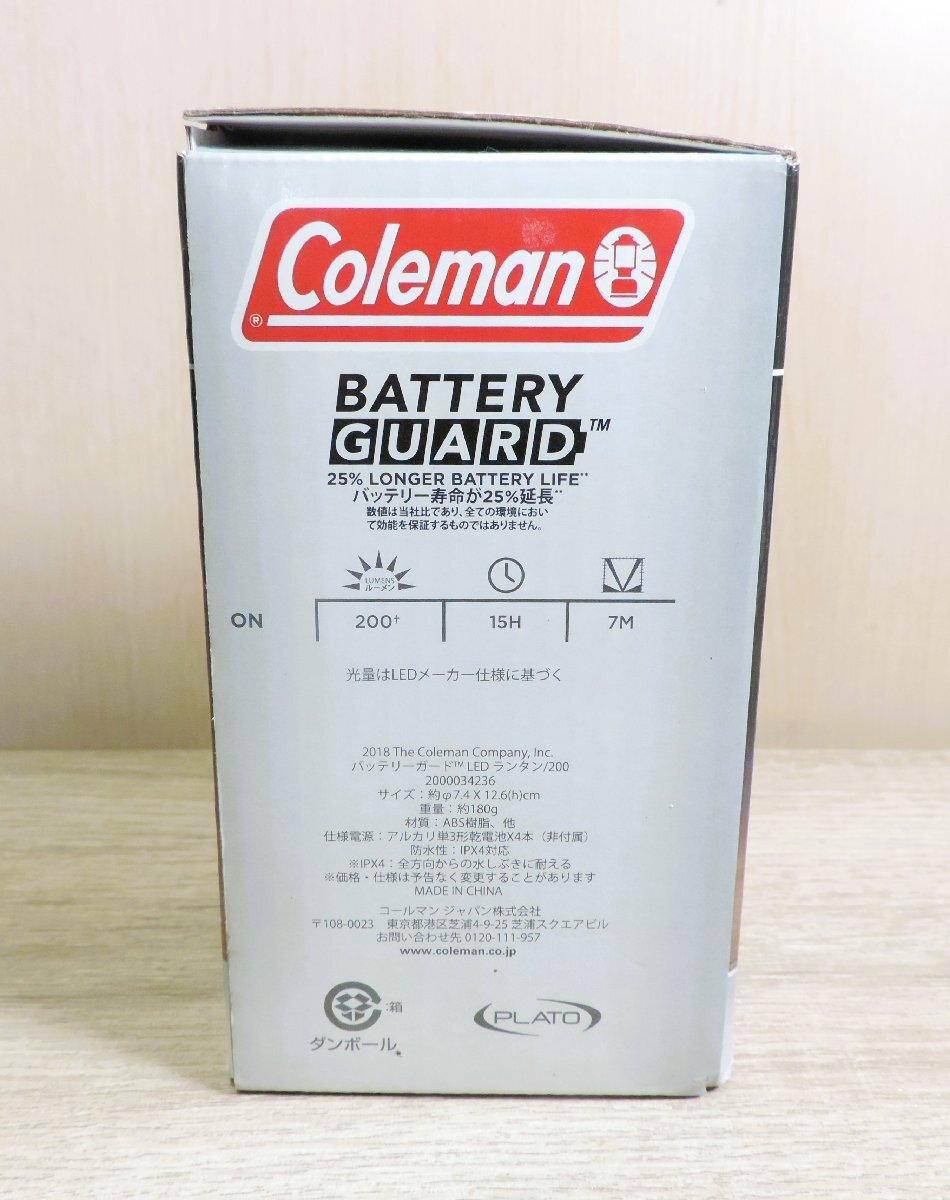 Coleman
®
BATTERY
GUARD™
25% LONGER BATTERY LIFE**
バッテリー寿命が25%延長**
数値は当社比であり、全ての環境におい
て効能を保証するものではありません。
LUMENS
ルーメン
ON 200† 15H 7M
光量はLEDメーカー仕様に基づく
2018 The Coleman Company, Inc.
バッテリーガード™ LED ランタン/200
2000034236
サイズ:約φ7.4 X 12.6(h)cm
重量:約180g
材質:ABS樹脂、他
仕様電源:アルカリ単3形乾電池X4本(非付属)
防水性:IPX4対応
※IPX4:全方向からの水しぶきに耐える
※価格・仕様は予告なく変更することがあります
MADE IN CHINA
コールマン ジャパン株式会社
〒108-0023 東京都港区芝浦4-9-25 芝浦スクエアビル
お問い合わせ先 0120-111-957
www.coleman.co.jp
:箱
ダンボール
PLATO